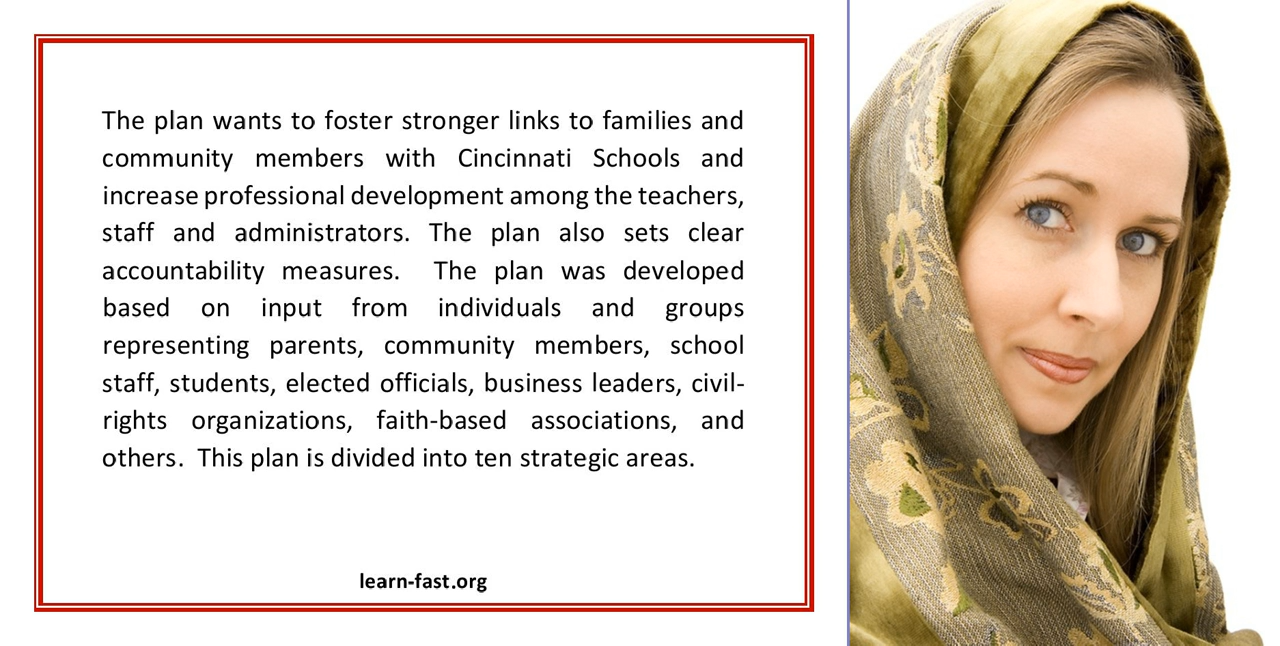 The plan wants to foster stronger links to families and
community members with Cincinnati Schools and
increase professional development among the teachers,
staff and administrators. The plan also sets clear
accountability measures.  The plan was developed
based on input from individuals and groups
representing parents, community members, school
staff, students, elected officials, business leaders, civil-
rights organizations, faith-based associations, and
others.  This plan is divided into ten strategic areas.
learn-fast.org